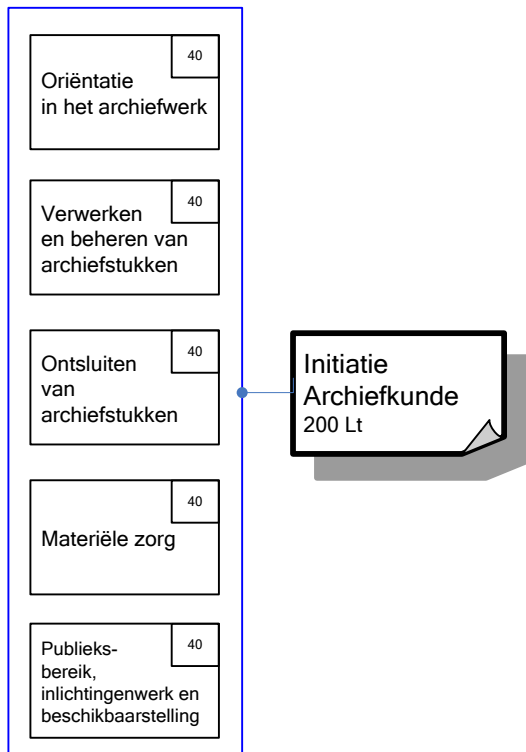 40
Oriëntatie
in het archiefwerk
40
Verwerken
en beheren van
archiefstukken
40
Ontsluiten
van
archiefstukken
40
Materiële zorg
40
Publieks-
bereik,
inlichtingenwerk en
beschikbaarstelling
Initiatie
Archiefkunde
200 Lt